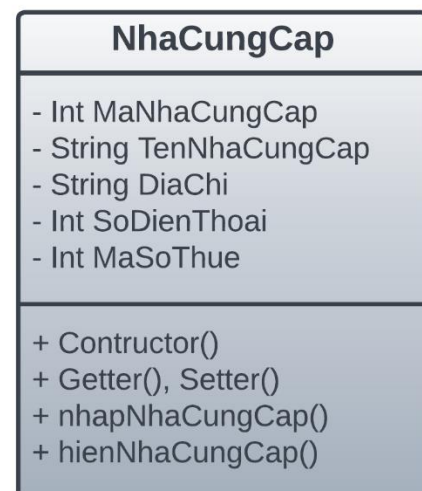 NhaCungCap
- Int MaNhaCungCap
- String TenNhaCungCap
- String DiaChi
- Int SoDienThoai
- Int MaSoThue
+ Contructor()
+ Getter(), Setter()
+ nhapNhaCungCap()
+ hienNhaCungCap()